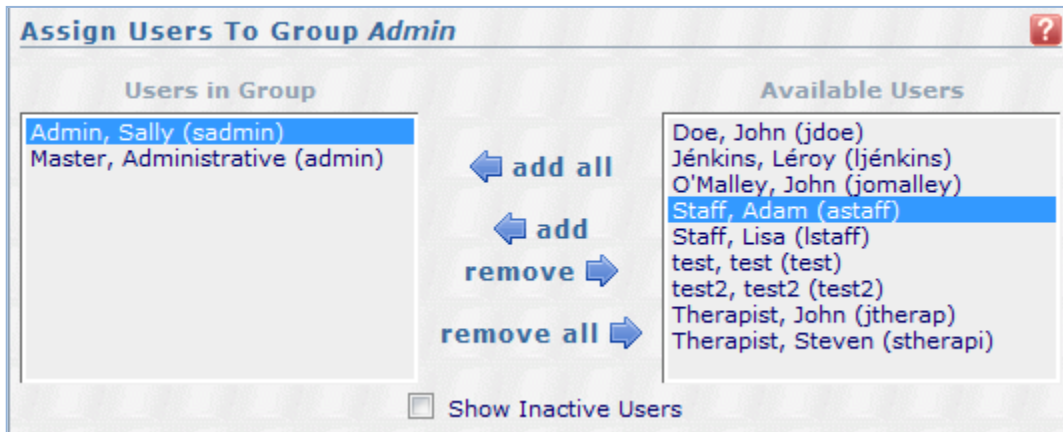 Assign Users To Group Admin
?
Users in Group
Admin, Sally (sadmin)
Master, Administrative (admin)
add all
add
remove
remove all
Available Users
Doe, John (jdoe)
Jénkins, Léroy (ljénkins)
O'Malley, John (jomalley)
Staff, Adam (astaff)
Staff, Lisa (lstaff)
test, test (test)
test2, test2 (test2)
Therapist, John (jtherap)
Therapist, Steven (stherapi)
Show Inactive Users